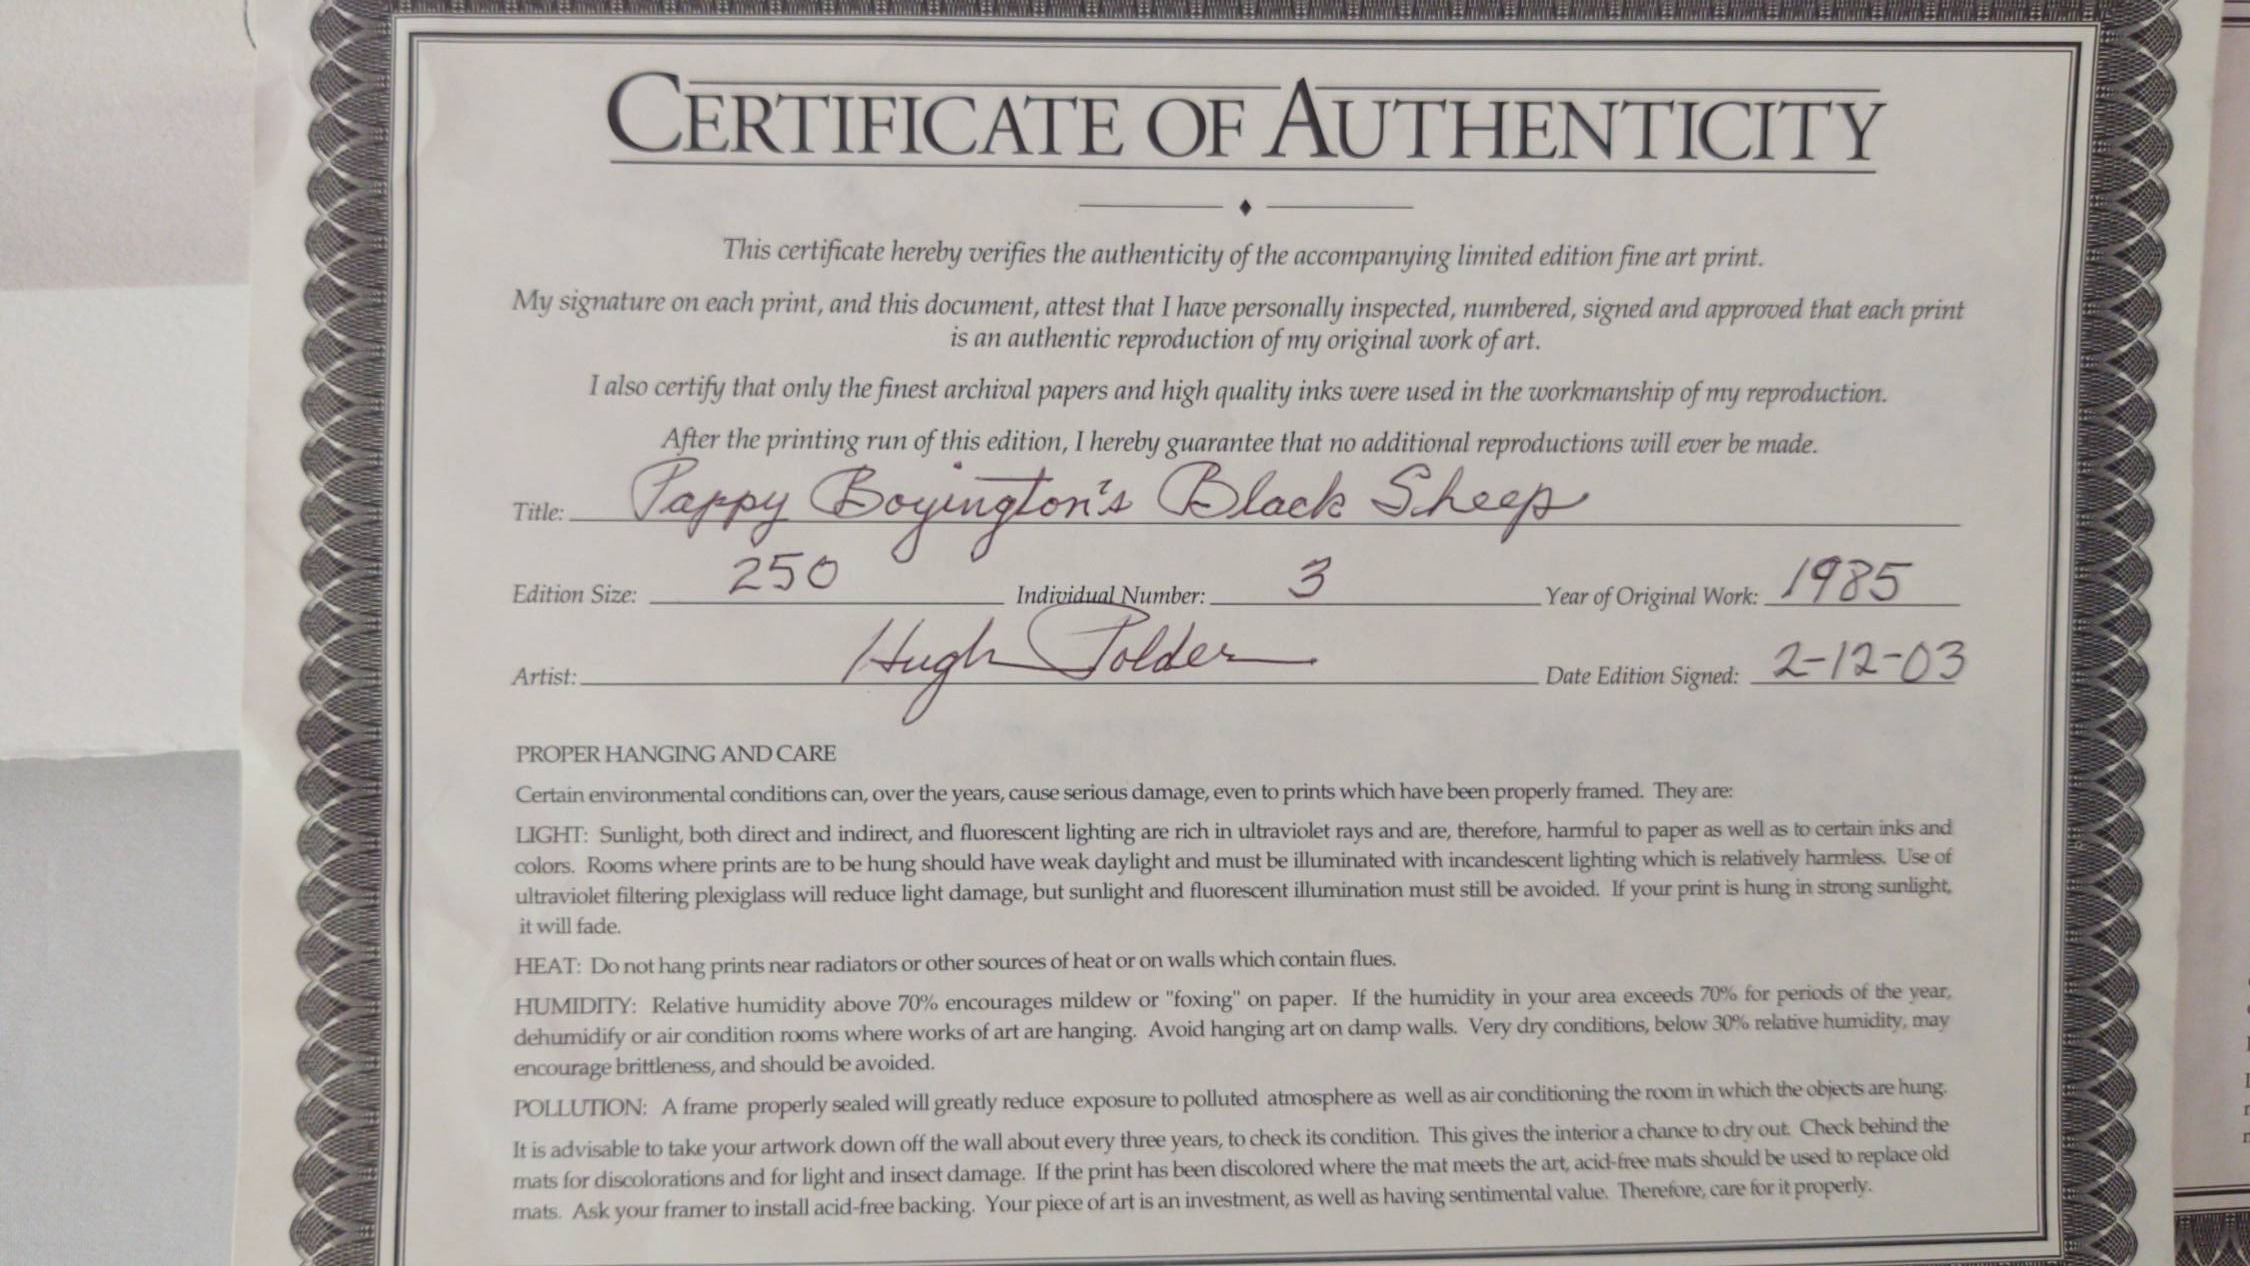 CERTIFICATE OF AUTHENTICITY
This certificate hereby verifies the authenticity of the accompanying limited edition fine art print.
My signature on each print, and this document, attest that I have personally inspected, numbered, signed and approved that each print
is an authentic reproduction of my original work of art.
I also certify that only the finest archival papers and high quality inks were used in the workmanship of my reproduction.
After the printing run of this edition, I hereby guarantee that no additional reproductions will ever be made.
Title: Pappy Boyington's Black Sheep
Edition Size: 250 Individual Number: 3 Year of Original Work: 1985
Artist: Hugh Polder Date Edition Signed: 2-12-03
PROPER HANGING AND CARE
Certain environmental conditions can, over the years, cause serious damage, even to prints which have been properly framed. They are:
LIGHT: Sunlight, both direct and indirect, and fluorescent lighting are rich in ultraviolet rays and are, therefore, harmful to paper as well as to certain inks and
colors. Rooms where prints are to be hung should have weak daylight and must be illuminated with incandescent lighting which is relatively harmless. Use of
ultraviolet filtering plexiglass will reduce light damage, but sunlight and fluorescent illumination must still be avoided. If your print is hung in strong sunlight,
it will fade.
HEAT: Do not hang prints near radiators or other sources of heat or on walls which contain flues.
HUMIDITY: Relative humidity above 70% encourages mildew or "foxing" on paper. If the humidity in your area exceeds 70% for periods of the year,
dehumidify or air condition rooms where works of art are hanging. Avoid hanging art on damp walls. Very dry conditions, below 30% relative humidity, may
encourage brittleness, and should be avoided.
POLLUTION: A frame properly sealed will greatly reduce exposure to polluted atmosphere as well as air conditioning the room in which the objects are hung.
It is advisable to take your artwork down off the wall about every three years, to check its condition. This gives the interior a chance to dry out. Check behind the
mats for discolorations and for light and insect damage. If the print has been discolored where the mat meets the art, acid-free mats should be used to replace old
mats. Ask your framer to install acid-free backing. Your piece of art is an investment, as well as having sentimental value. Therefore, care for it properly.